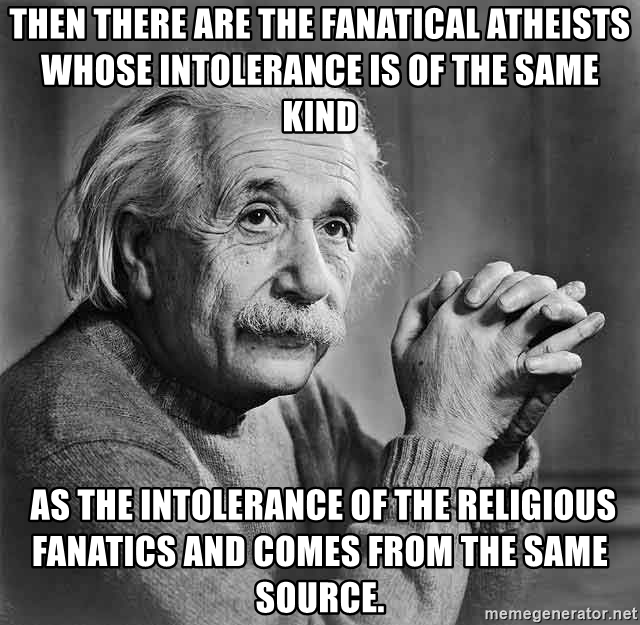 THEN THERE ARE THE FANATICAL ATHEISTS
WHOSE INTOLERANCE IS OF THE SAME
KIND
AS THE INTOLERANCE OF THE RELIGIOUS
FANATICS AND COMES FROM THE SAME
SOURCE.
memegenerator.net